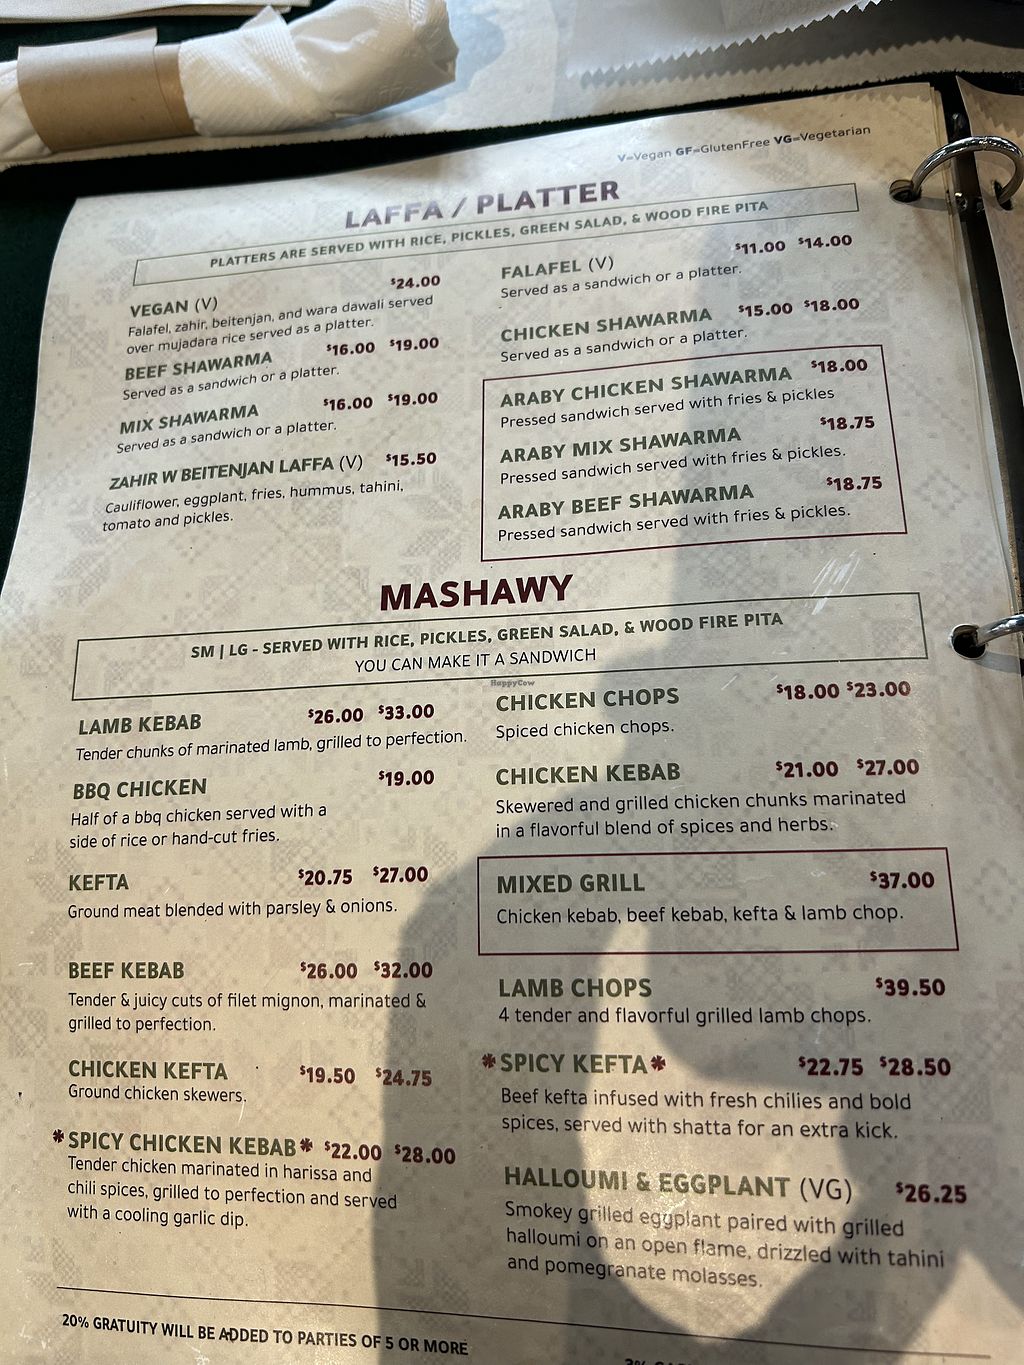 V=Vegan GF=GlutenFree VG=Vegetarian
LAFFA / PLATTER
PLATTERS ARE SERVED WITH RICE, PICKLES, GREEN SALAD, & WOOD FIRE PITA
VEGAN (V) $24.00
Falafel, zahir, beitenjan, and wara dawali served
over mujadara rice served as a platter.
BEEF SHAWARMA $16.00 $19.00
Served as a sandwich or a platter.
MIX SHAWARMA $16.00 $19.00
Served as a sandwich or a platter.
ZAHIR W BEITENJAN LAFFA (V) $15.50
Cauliflower, eggplant, fries, hummus, tahini,
tomato and pickles.
FALAFEL (V) $11.00 $14.00
Served as a sandwich or a platter.
CHICKEN SHAWARMA $15.00 $18.00
Served as a sandwich or a platter.
ARABY CHICKEN SHAWARMA $18.00
Pressed sandwich served with fries & pickles
ARABY MIX SHAWARMA $18.75
Pressed sandwich served with fries & pickles.
ARABY BEEF SHAWARMA $18.75
Pressed sandwich served with fries & pickles.
MASHAWY
SM | LG - SERVED WITH RICE, PICKLES, GREEN SALAD, & WOOD FIRE PITA
YOU CAN MAKE IT A SANDWICH
HappyCow
LAMB KEBAB $26.00 $33.00
Tender chunks of marinated lamb, grilled to perfection.
BBQ CHICKEN $19.00
Half of a bbq chicken served with a
side of rice or hand-cut fries.
KEFTA $20.75 $27.00
Ground meat blended with parsley & onions.
BEEF KEBAB $26.00 $32.00
Tender & juicy cuts of filet mignon, marinated &
grilled to perfection.
CHICKEN KEFTA $19.50 $24.75
Ground chicken skewers.
*SPICY CHICKEN KEBAB* $22.00 $28.00
Tender chicken marinated in harissa and
chili spices, grilled to perfection and served
with a cooling garlic dip.
CHICKEN CHOPS $18.00 $23.00
Spiced chicken chops.
CHICKEN KEBAB $21.00 $27.00
Skewered and grilled chicken chunks marinated
in a flavorful blend of spices and herbs.
MIXED GRILL $37.00
Chicken kebab, beef kebab, kefta & lamb chop.
LAMB CHOPS $39.50
4 tender and flavorful grilled lamb chops.
*SPICY KEFTA* $22.75 $28.50
Beef kefta infused with fresh chilies and bold
spices, served with shatta for an extra kick.
HALLOUMI & EGGPLANT (VG) $26.25
Smokey grilled eggplant paired with grilled
halloumi on an open flame, drizzled with tahini
and pomegranate molasses.
20% GRATUITY WILL BE ADDED TO PARTIES OF 5 OR MORE